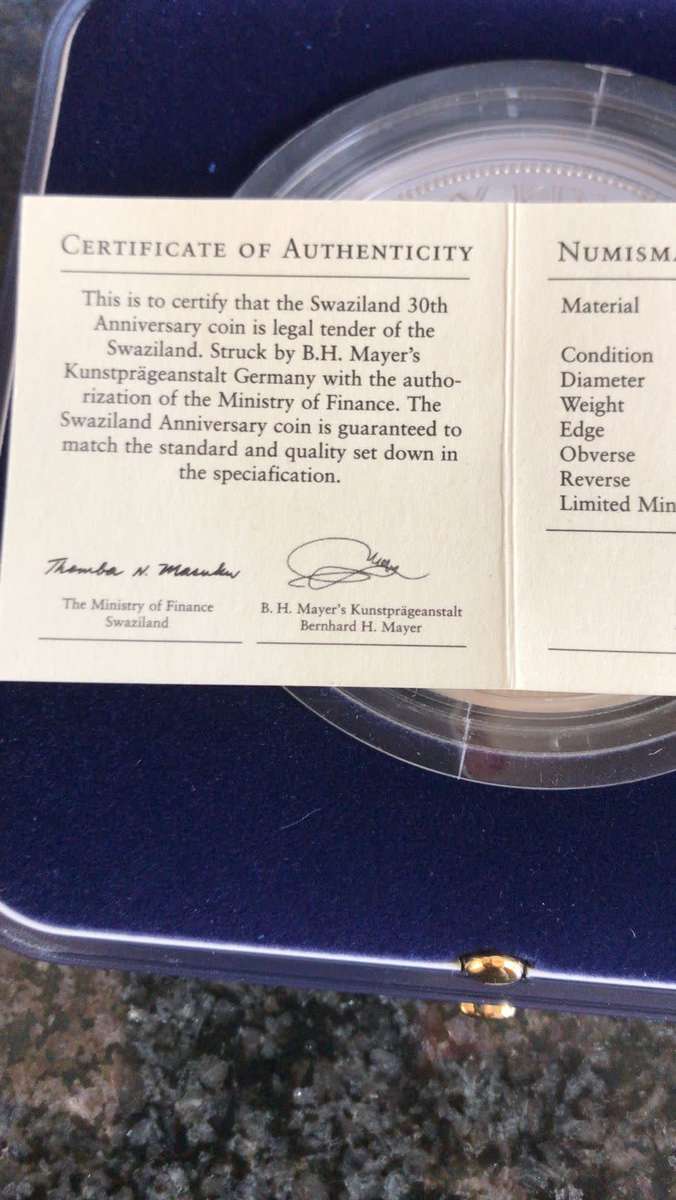 CERTIFICATE OF AUTHENTICITY
This is to certify that the Swaziland 30th
Anniversary coin is legal tender of the
Swaziland. Struck by B.H. Mayer's
Kunstprägeanstalt Germany with the autho-
rization of the Ministry of Finance. The
Swaziland Anniversary coin is guaranteed to
match the standard and quality set down in
the speciafication.
Themba N. Masuku
The Ministry of Finance
Swaziland
B. H. Mayer's Kunstprägeanstalt
Bernhard H. Mayer
NUMISMA
Material
Condition
Diameter
Weight
Edge
Obverse
Reverse
Limited Min